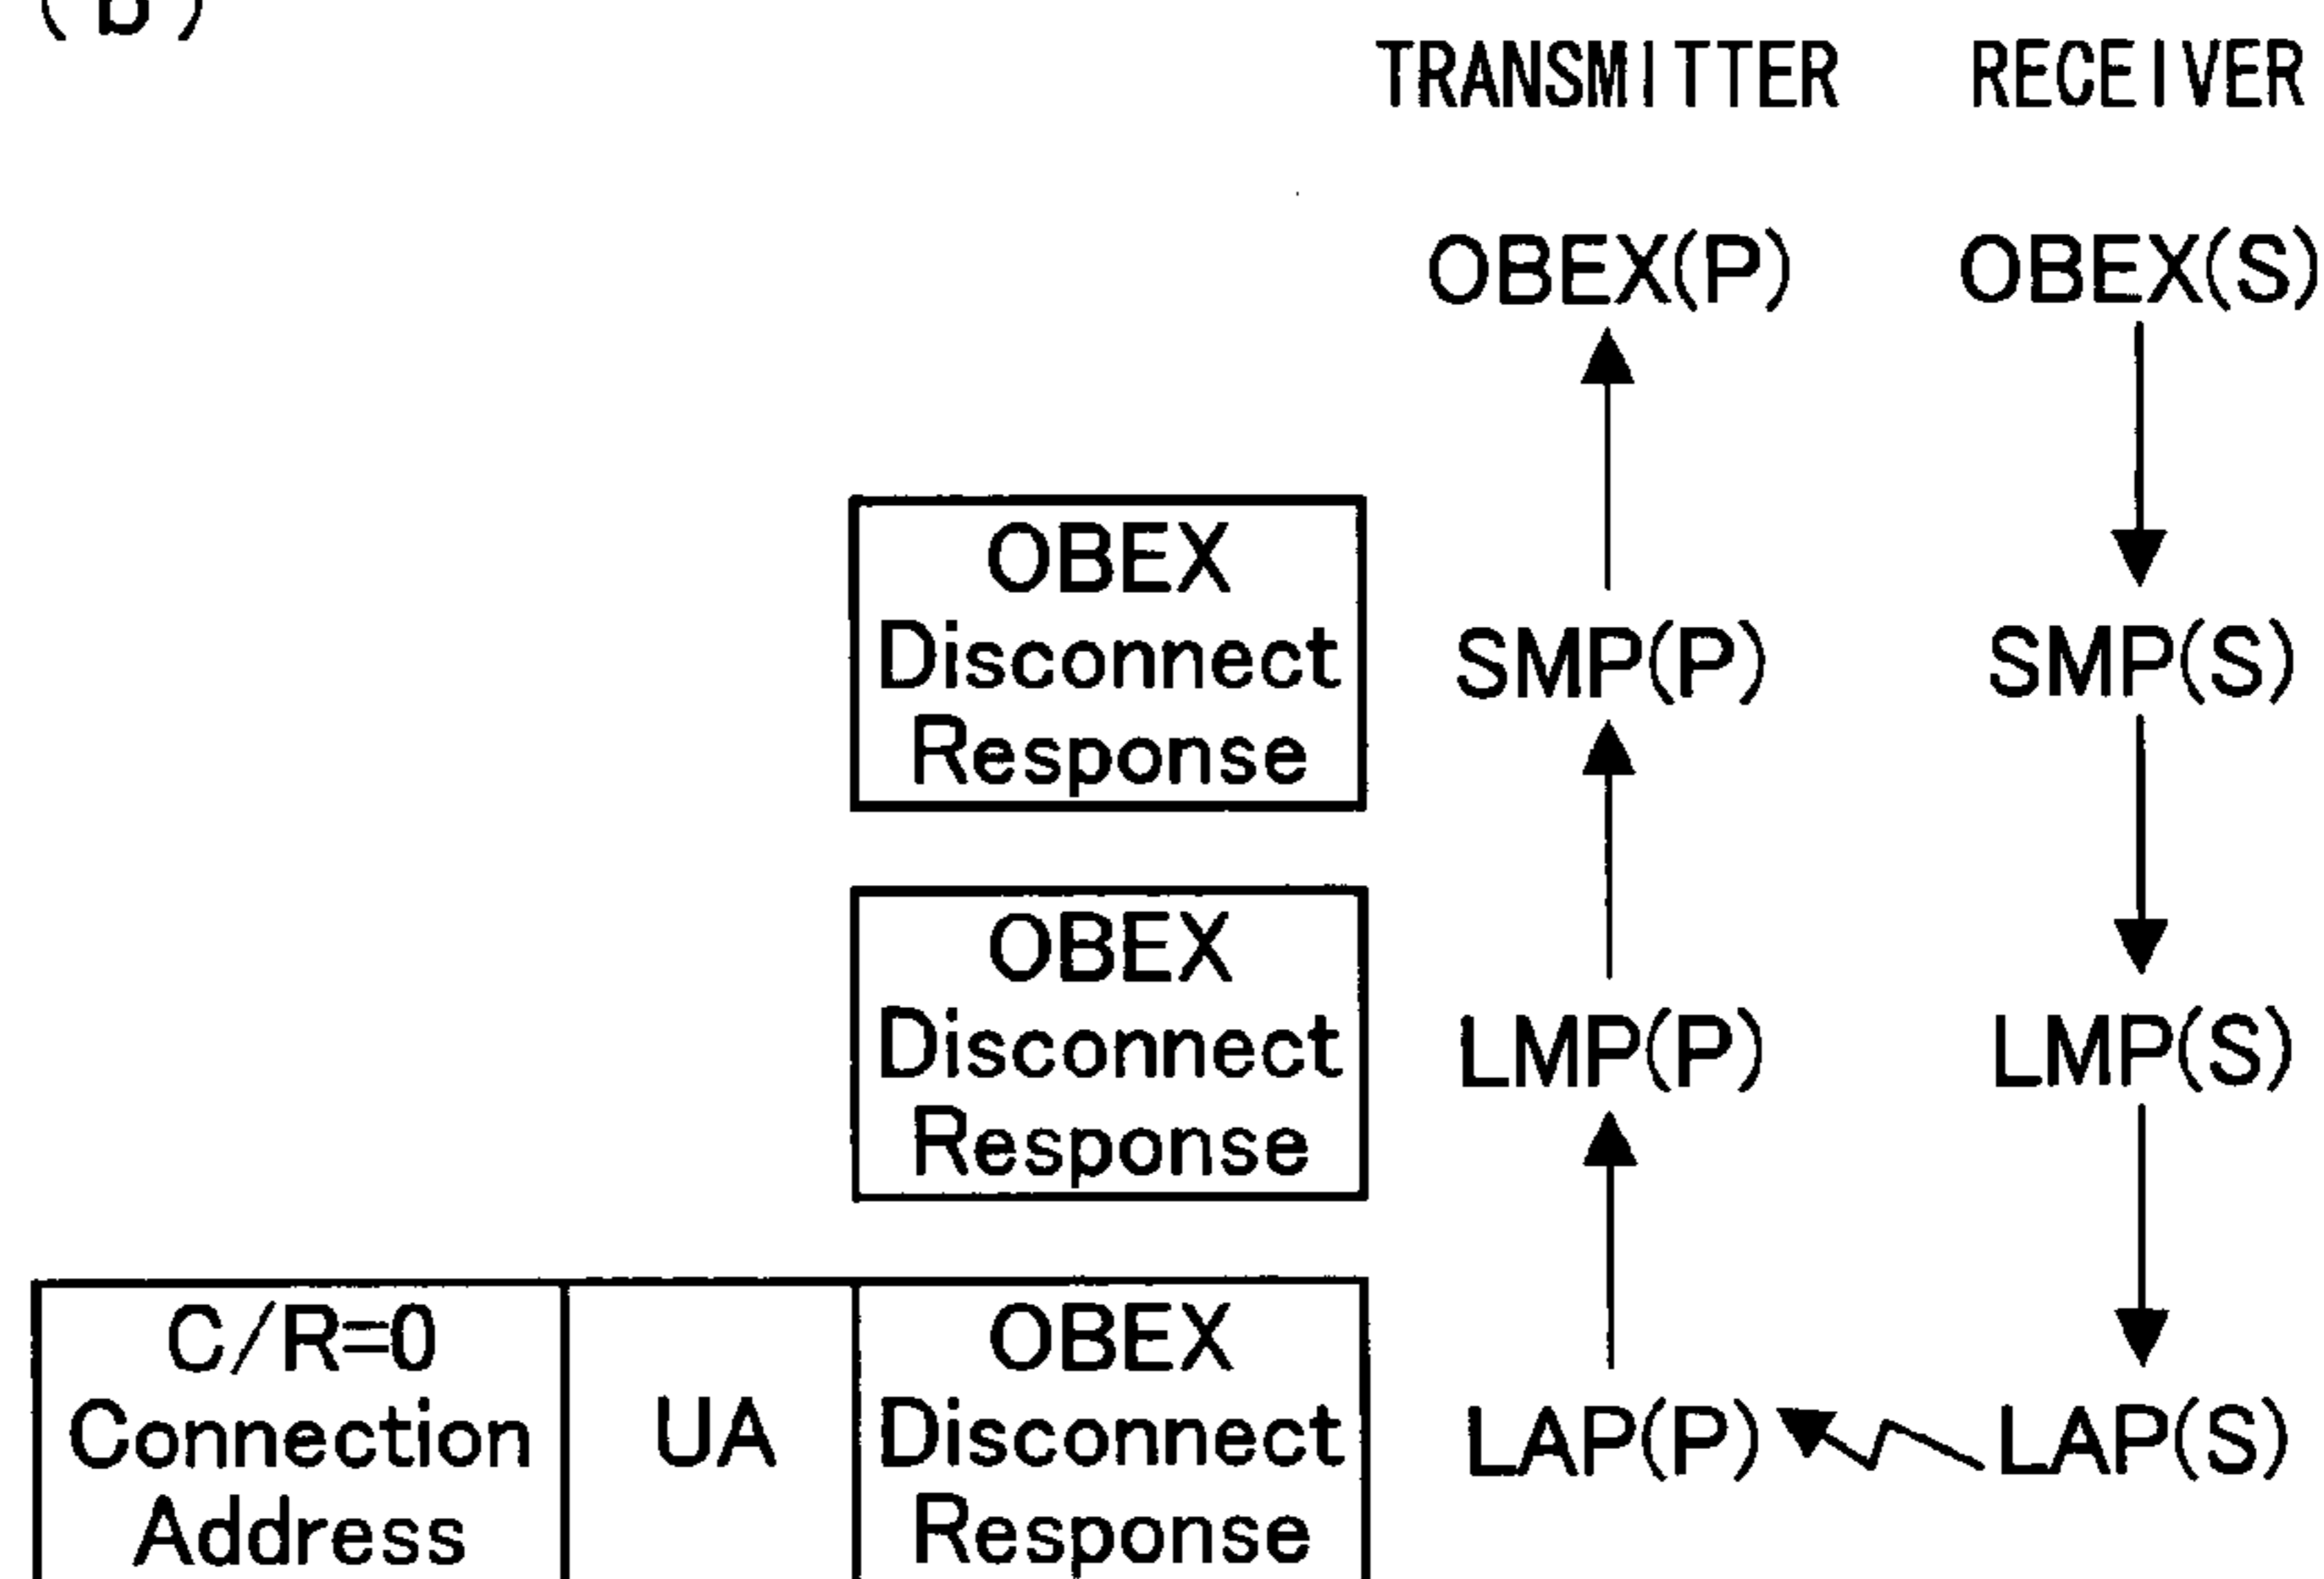 (b)
TRANSMITTER RECEIVER
OBEX(P) OBEX(S)
OBEX
Disconnect
Response
SMP(P) SMP(S)
OBEX
Disconnect
Response
LMP(P) LMP(S)
C/R=0
Connection
Address
UA
OBEX
Disconnect
Response
LAP(P) LAP(S)